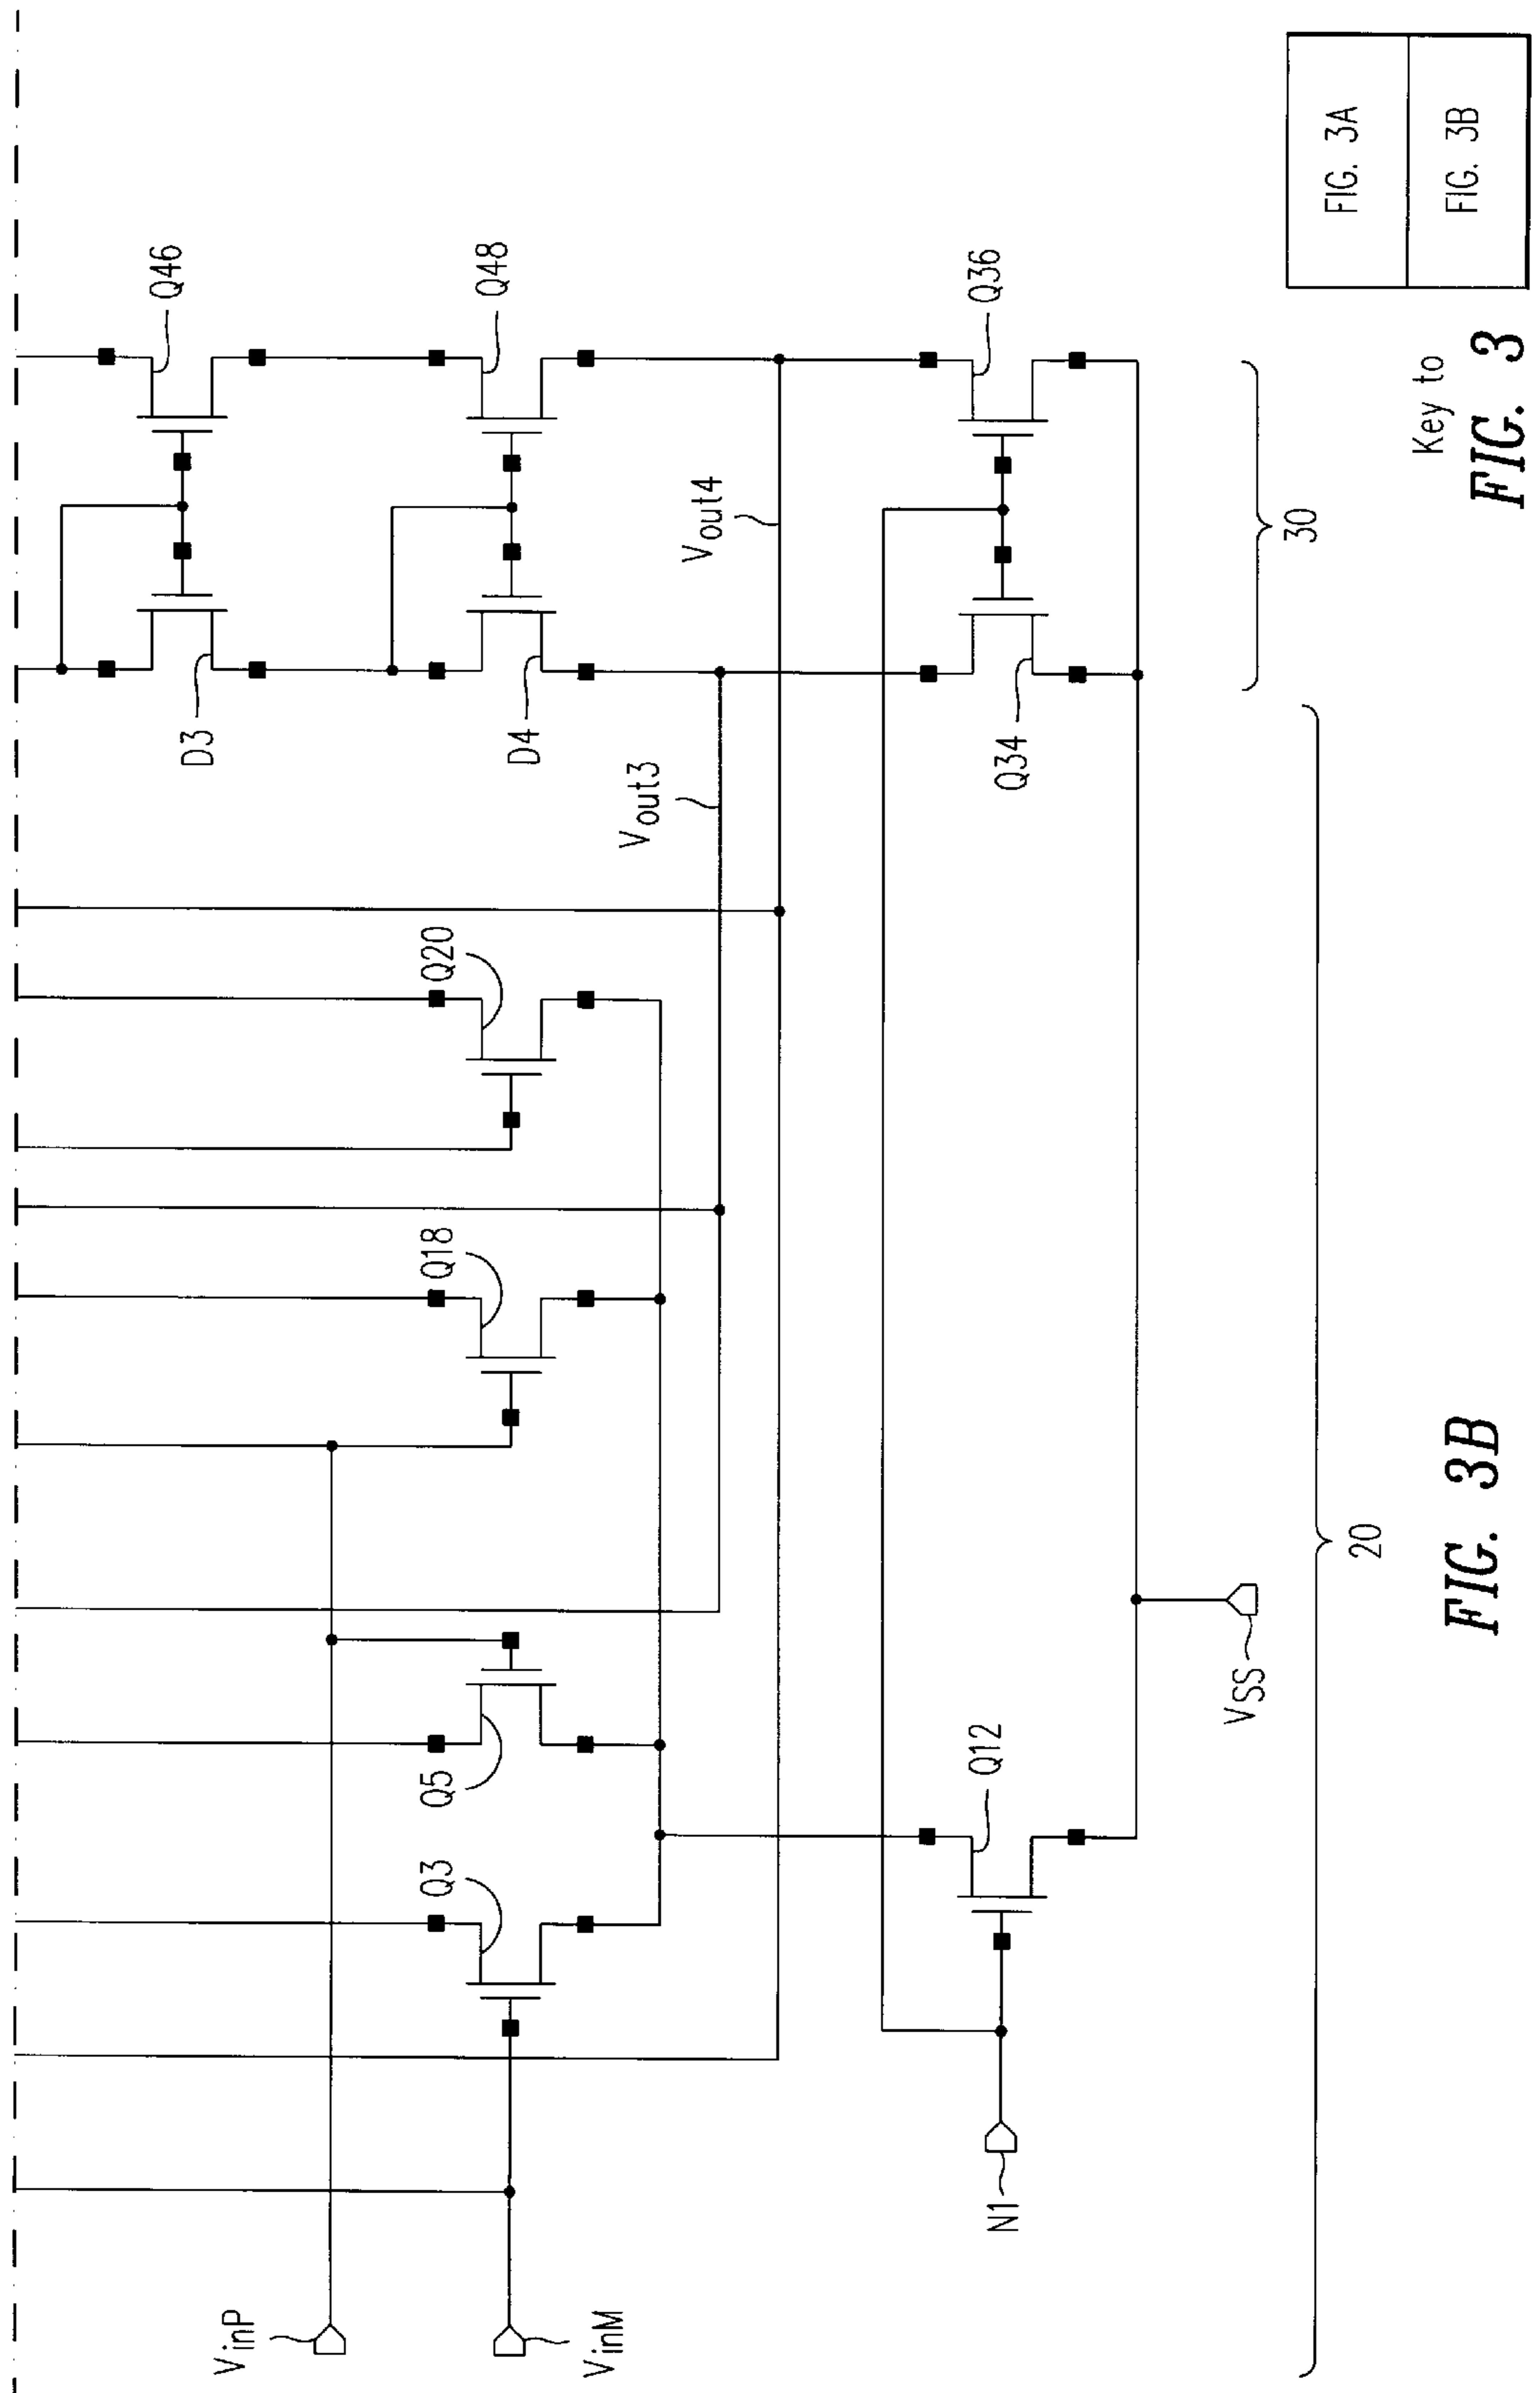 Q46
Q48
Q36
D3
D4
Q34
Vout4
Vout3
30
Q20
Q18
Q5
Q3
Q12
VinP
VinM
N1
VSS
20
FIG. 3B
FIG. 3A
FIG. 3B
Key to
FIG. 3